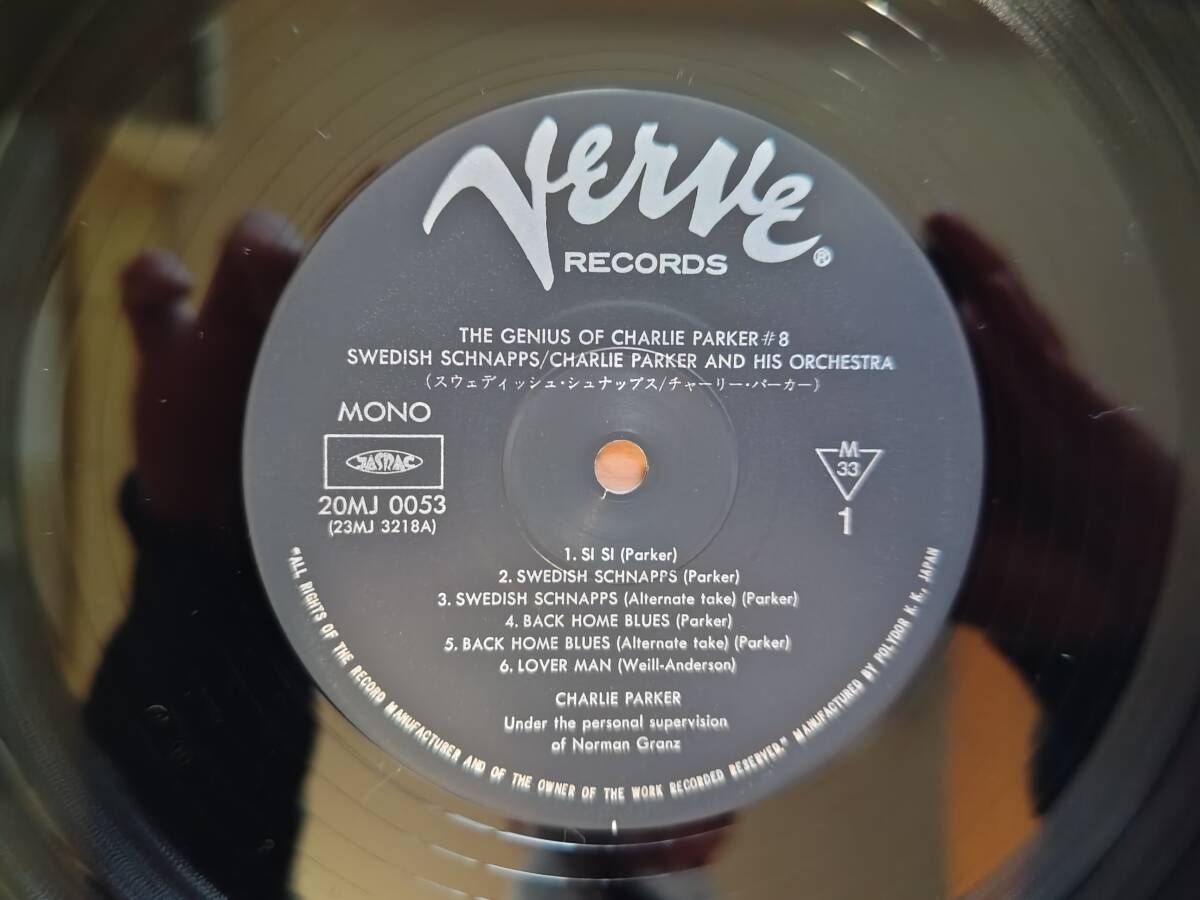 Verve®
RECORDS
THE GENIUS OF CHARLIE PARKER #8
SWEDISH SCHNAPPS/CHARLIE PARKER AND HIS ORCHESTRA
(スウェディッシュ・シュナップス/チャーリー・パーカー)
MONO
JASRAC
20MJ 0053
(23MJ 3218A)
M
33
1
1. SI SI (Parker)
2. SWEDISH SCHNAPPS (Parker)
3. SWEDISH SCHNAPPS (Alternate take) (Parker)
4. BACK HOME BLUES (Parker)
5. BACK HOME BLUES (Alternate take) (Parker)
6. LOVER MAN (Weill-Anderson)
CHARLIE PARKER
Under the personal supervision
of Norman Granz
"ALL RIGHTS OF THE RECORD MANUFACTURER AND OF THE OWNER OF THE WORK RECORDED RESERVED." MANUFACTURED BY POLYDOR K. K., JAPAN